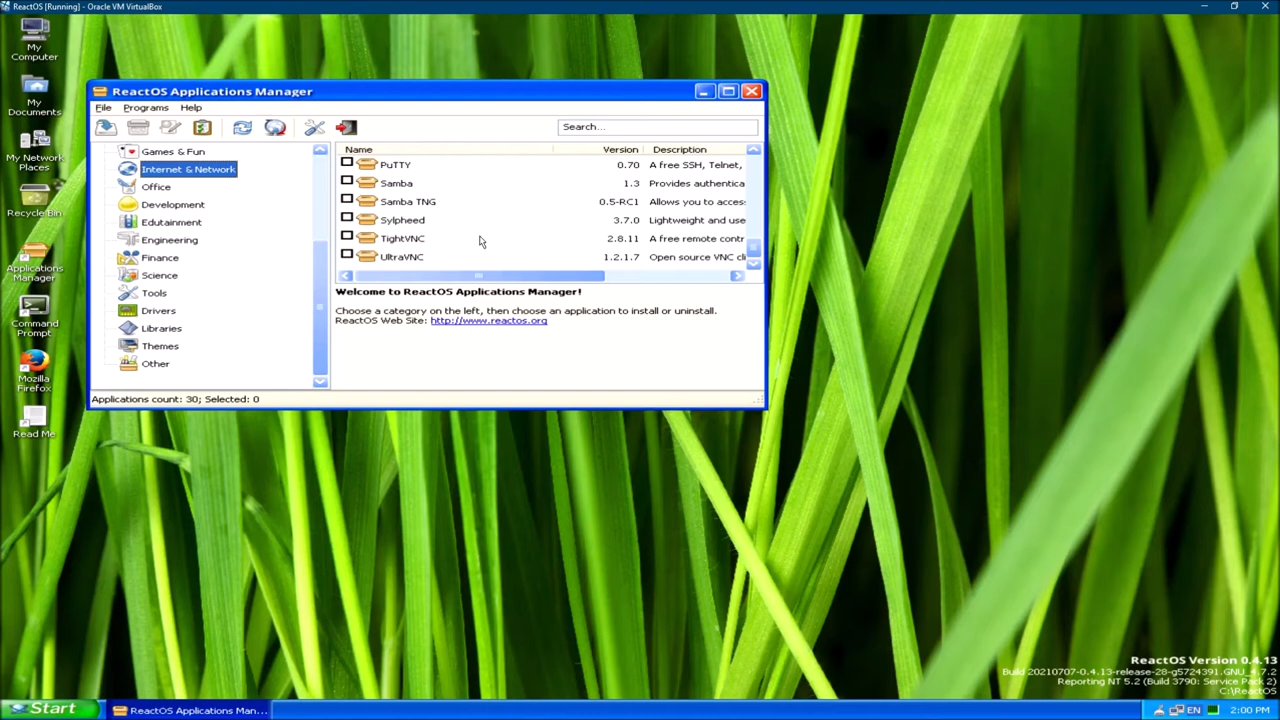 ReactOS [Running] - Oracle VM VirtualBox
My Computer
My Documents
My Network Places
Recycle Bin
Applications Manager
Command Prompt
Mozilla Firefox
Read Me
ReactOS Applications Manager
File Programs Help
Search...
Games & Fun
Internet & Network
Office
Development
Edutainment
Engineering
Finance
Science
Tools
Drivers
Libraries
Themes
Other
Name Version Description
PuTTY 0.70 A free SSH, Telnet,
Samba 1.3 Provides authentica
Samba TNG 0.5-RC1 Allows you to access
Sylpheed 3.7.0 Lightweight and use
TightVNC 2.8.11 A free remote contr
UltraVNC 1.2.1.7 Open source VNC cli
Welcome to ReactOS Applications Manager!
Choose a category on the left, then choose an application to install or uninstall.
ReactOS Web Site: http://www.reactos.org
Applications count: 30; Selected: 0
ReactOS Version 0.4.13
Build 20210707-0.4.13-release-28-g5724391.GNU_4.7.2
Reporting NT 5.2 (Build 3790: Service Pack 2)
C:\ReactOS
Start
ReactOS Applications Man...
EN
2:00 PM